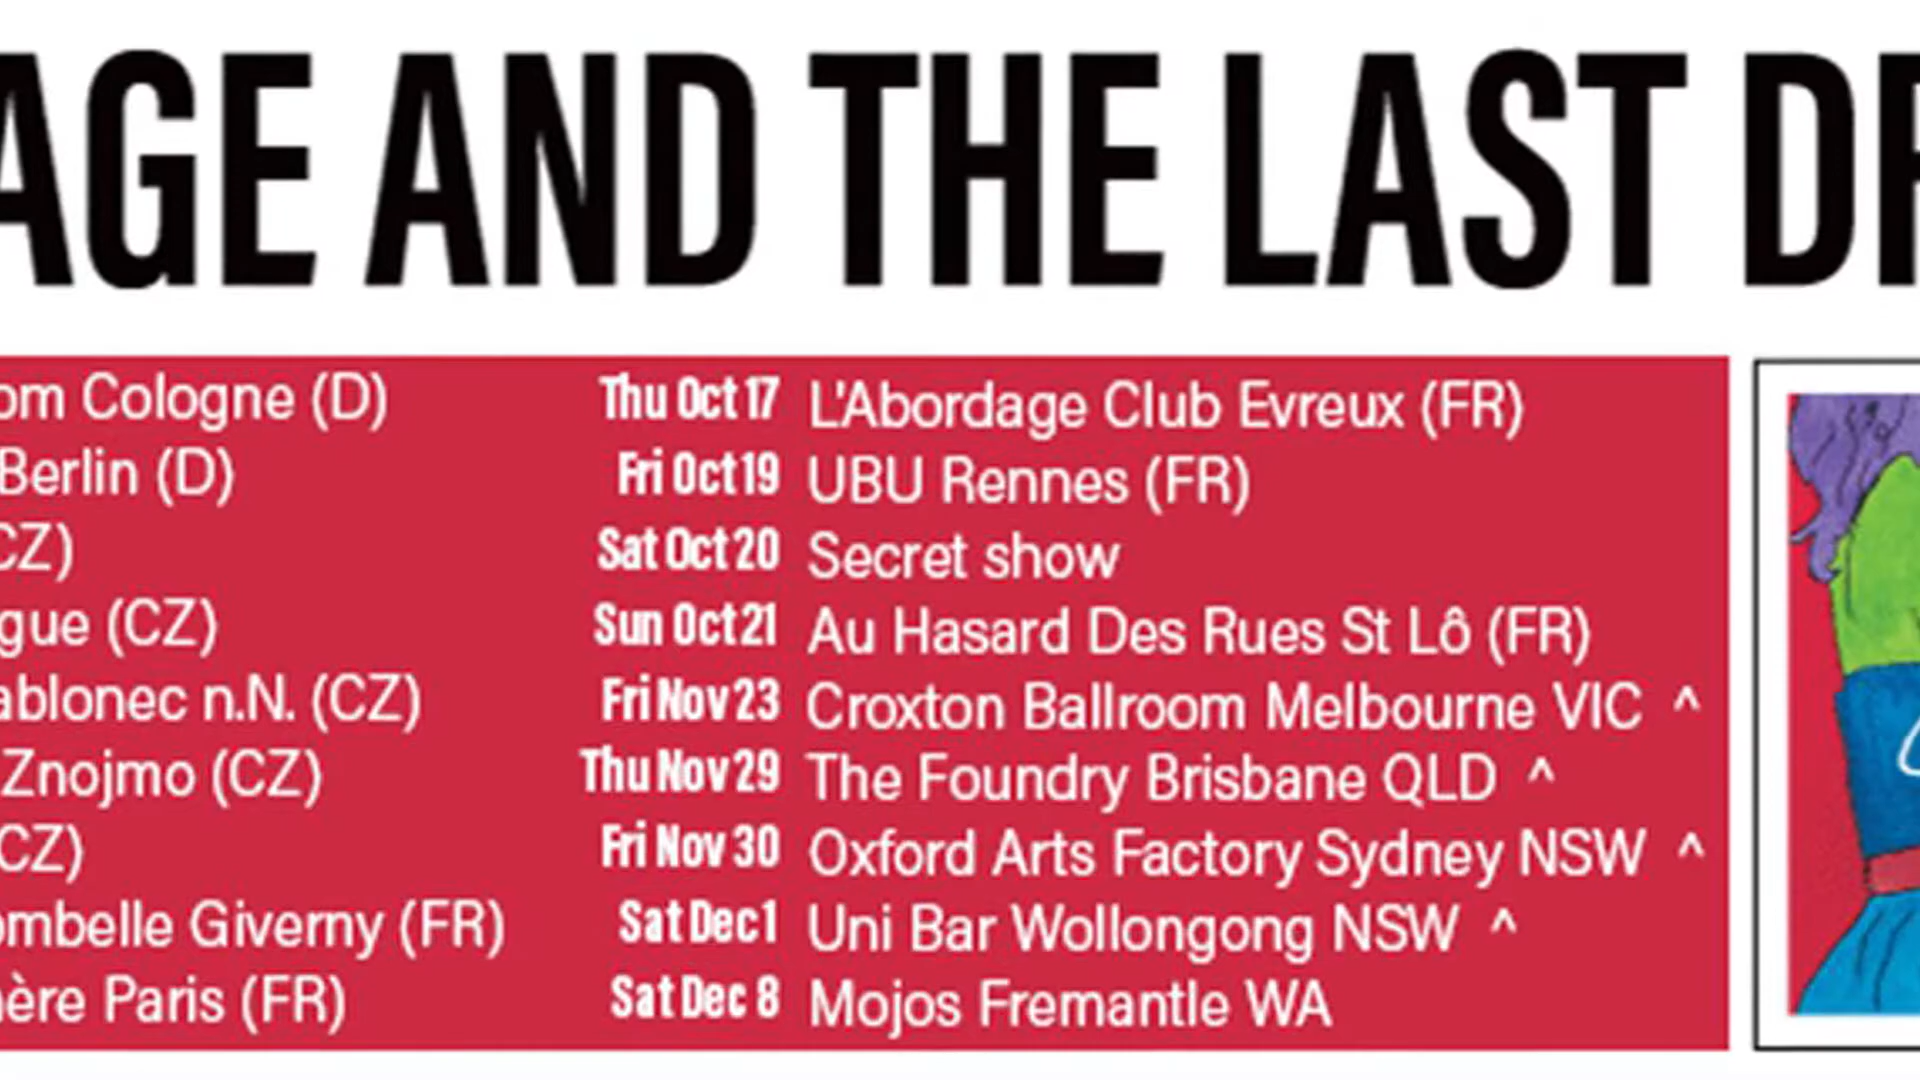 AGE AND THE LAST DR
om Cologne (D)
Berlin (D)
CZ)
gue (CZ)
ablonec n.N. (CZ)
Znojmo (CZ)
CZ)
ombelle Giverny (FR)
ère Paris (FR)
Thu Oct 17 L'Abordage Club Evreux (FR)
Fri Oct 19 UBU Rennes (FR)
Sat Oct 20 Secret show
Sun Oct 21 Au Hasard Des Rues St Lô (FR)
Fri Nov 23 Croxton Ballroom Melbourne VIC ^
Thu Nov 29 The Foundry Brisbane QLD ^
Fri Nov 30 Oxford Arts Factory Sydney NSW ^
Sat Dec 1 Uni Bar Wollongong NSW ^
Sat Dec 8 Mojos Fremantle WA